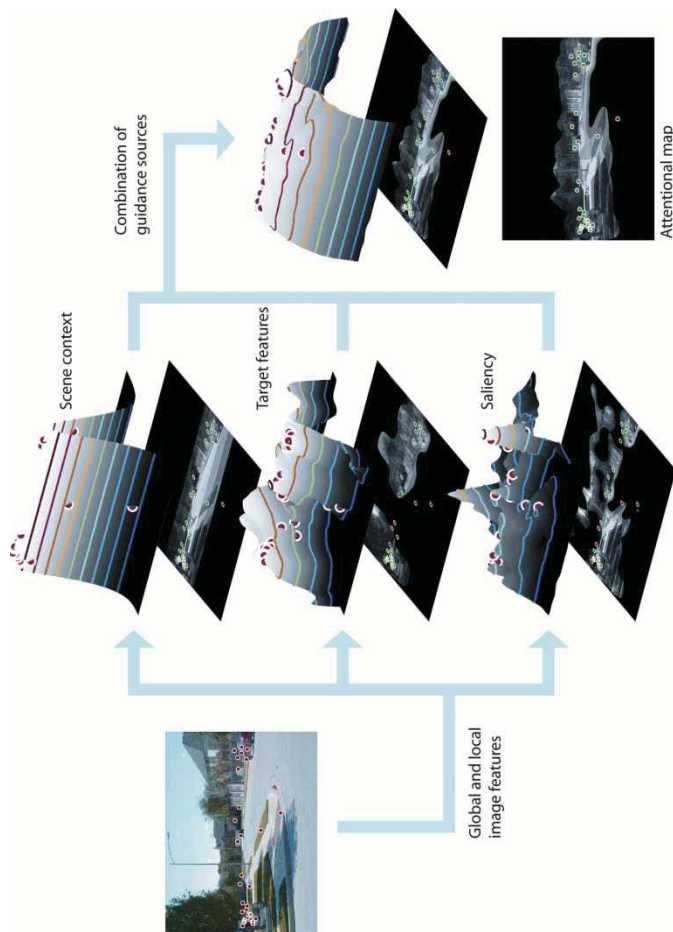 Global and local
image features
Scene context
Target features
Saliency
Combination of
guidance sources
Attentional map